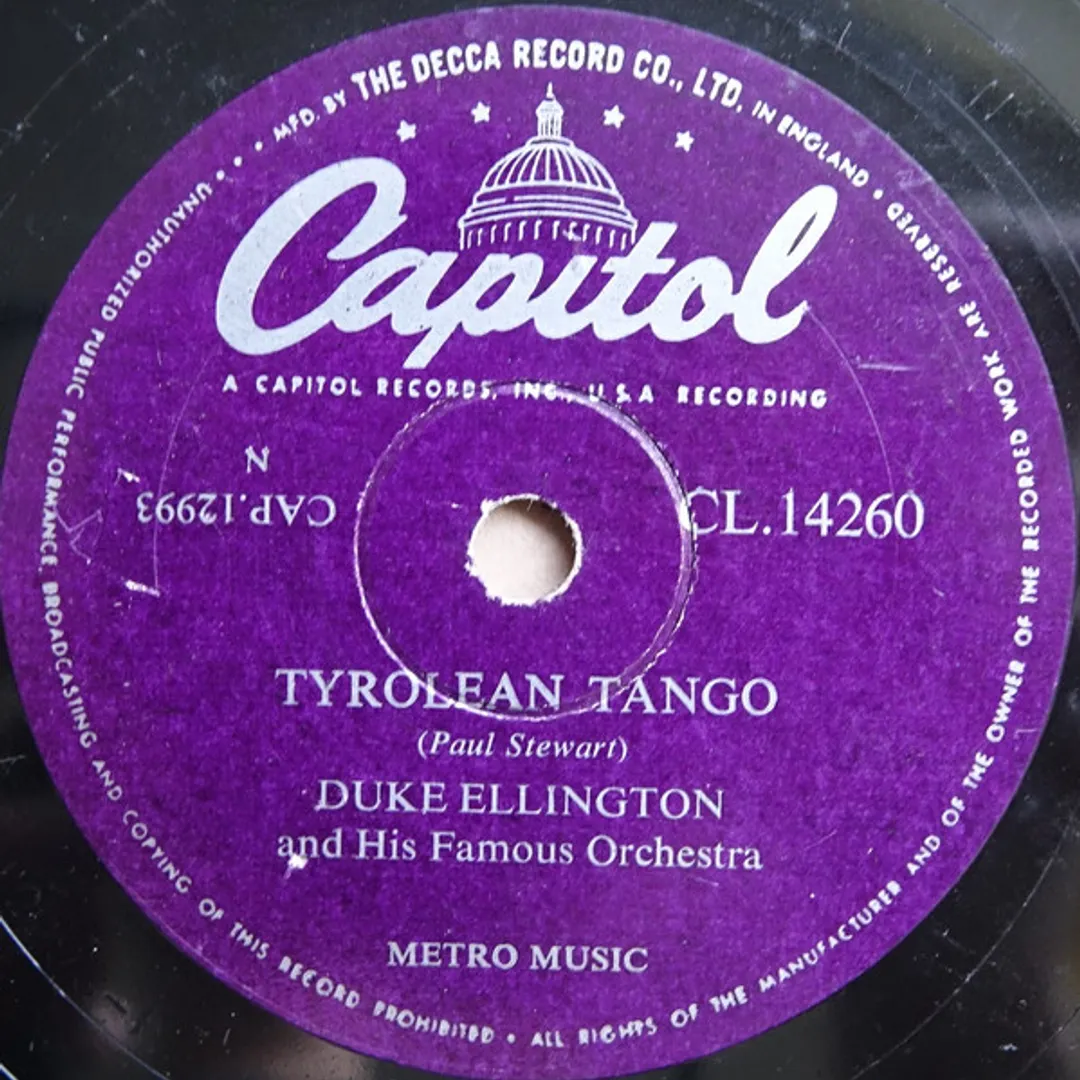 MFD. BY THE DECCA RECORD CO., LTD. IN ENGLAND • ALL RIGHTS OF THE MANUFACTURER AND OF THE OWNER OF THE RECORDED WORK ARE RESERVED •
UNAUTHORIZED PUBLIC PERFORMANCE, BROADCASTING AND COPYING OF THIS RECORD PROHIBITED •
Capitol
A CAPITOL RECORDS, INC., U.S.A RECORDING
N
CAP.12993
CL.14260
TYROLEAN TANGO
(Paul Stewart)
DUKE ELLINGTON
and His Famous Orchestra
METRO MUSIC